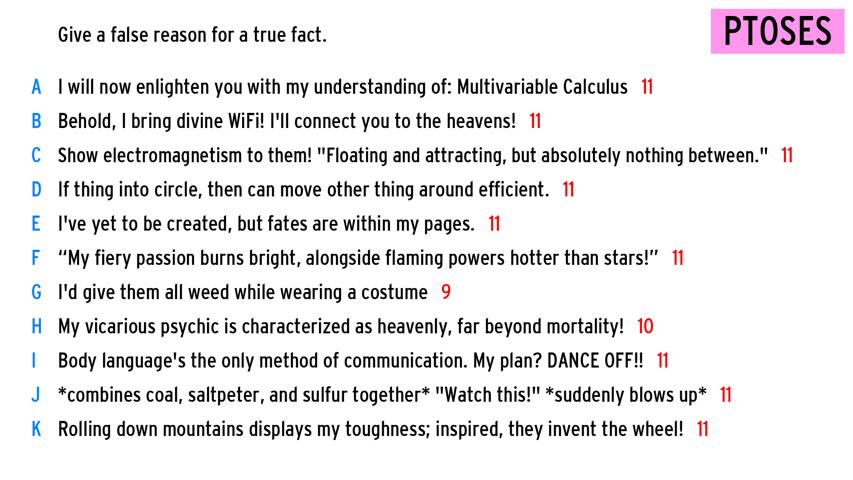 Give a false reason for a true fact.
PTOSES
A I will now enlighten you with my understanding of: Multivariable Calculus 11
B Behold, I bring divine WiFi! I'll connect you to the heavens! 11
C Show electromagnetism to them! "Floating and attracting, but absolutely nothing between." 11
D If thing into circle, then can move other thing around efficient. 11
E I've yet to be created, but fates are within my pages. 11
F “My fiery passion burns bright, alongside flaming powers hotter than stars!” 11
G I'd give them all weed while wearing a costume 9
H My vicarious psychic is characterized as heavenly, far beyond mortality! 10
I Body language's the only method of communication. My plan? DANCE OFF!! 11
J *combines coal, saltpeter, and sulfur together* "Watch this!" *suddenly blows up* 11
K Rolling down mountains displays my toughness; inspired, they invent the wheel! 11